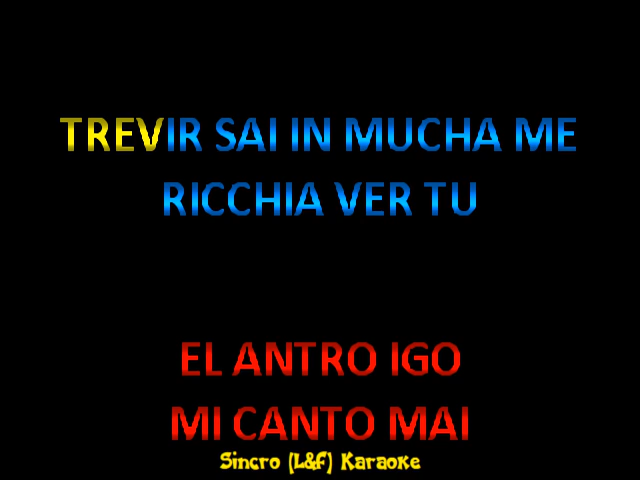 TREVIR SAI IN MUCHA ME
RICCHIA VER TU
EL ANTRO IGO
MI CANTO MAI
Sincro (L&f) Karaoke